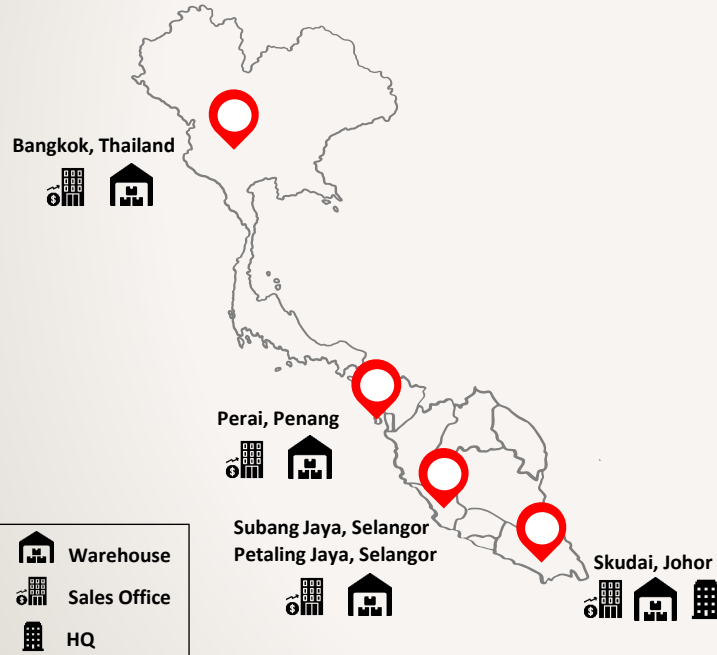 Bangkok, Thailand
Perai, Penang
Subang Jaya, Selangor
Petaling Jaya, Selangor
Skudai, Johor
Warehouse
Sales Office
HQ